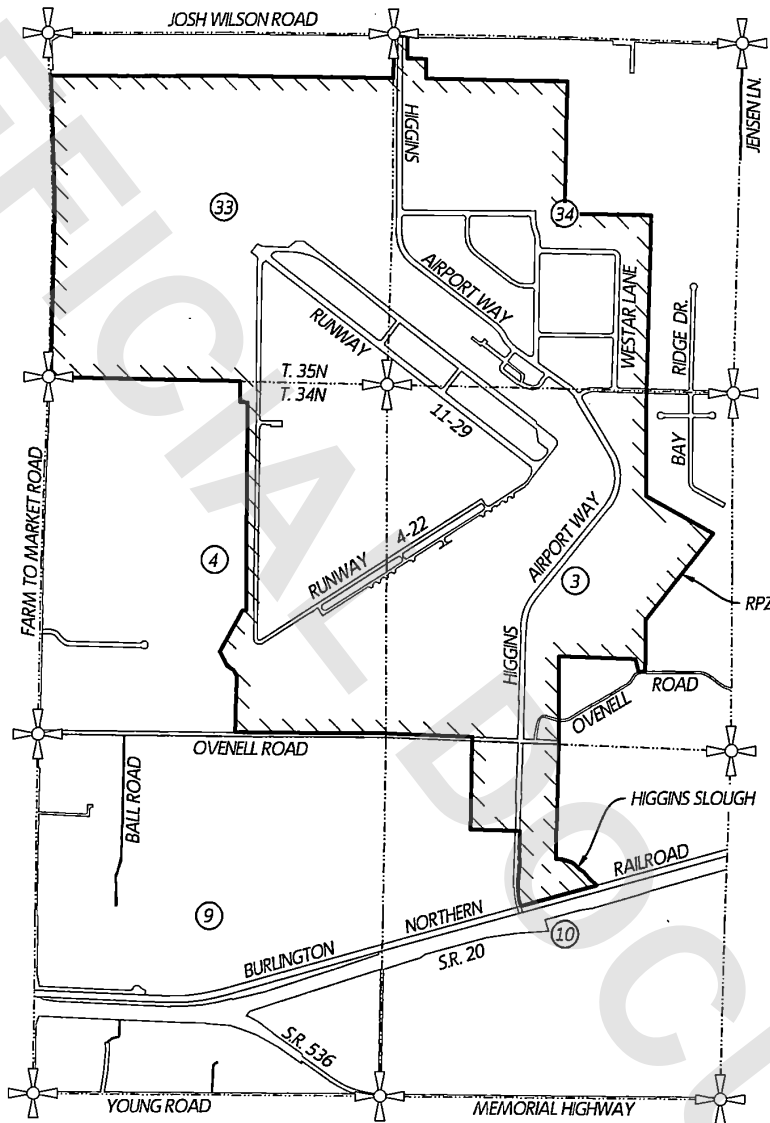 JOSH WILSON ROAD
HIGGINS
JENSEN LN.
33
34
AIRPORT WAY
WESTAR LANE
RIDGE DR.
BAY
RUNWAY
11-29
T. 35N
T. 34N
FARM TO MARKET ROAD
4
RUNWAY 4-22
AIRPORT WAY
3
HIGGINS
RPZ
OVENELL
ROAD
OVENELL ROAD
BALL ROAD
HIGGINS SLOUGH
RAILROAD
9
NORTHERN
10
BURLINGTON
S.R. 20
S.R. 536
YOUNG ROAD
MEMORIAL HIGHWAY
FFICIAL DOC